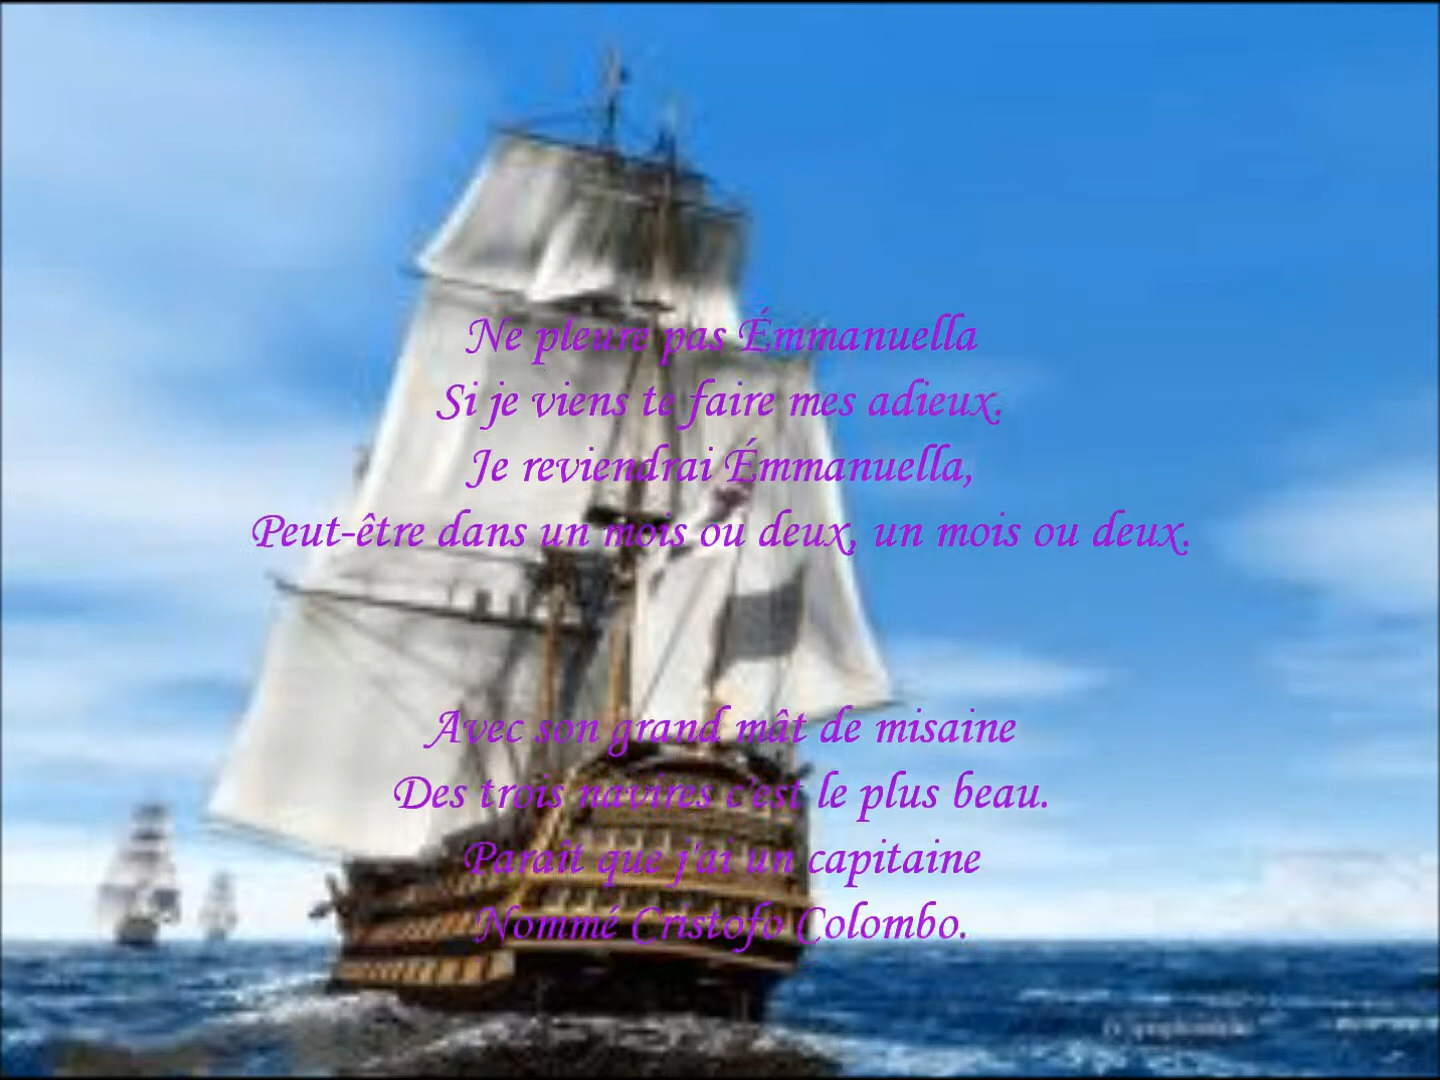 Ne pleure pas Émmanuella
Si je viens te faire mes adieux.
Je reviendrai Émmanuella,
Peut-être dans un mois ou deux, un mois ou deux.
Avec son grand mât de misaine
Des trois navires c'est le plus beau.
Paraît que j'ai un capitaine
Nommé Cristofo Colombo.